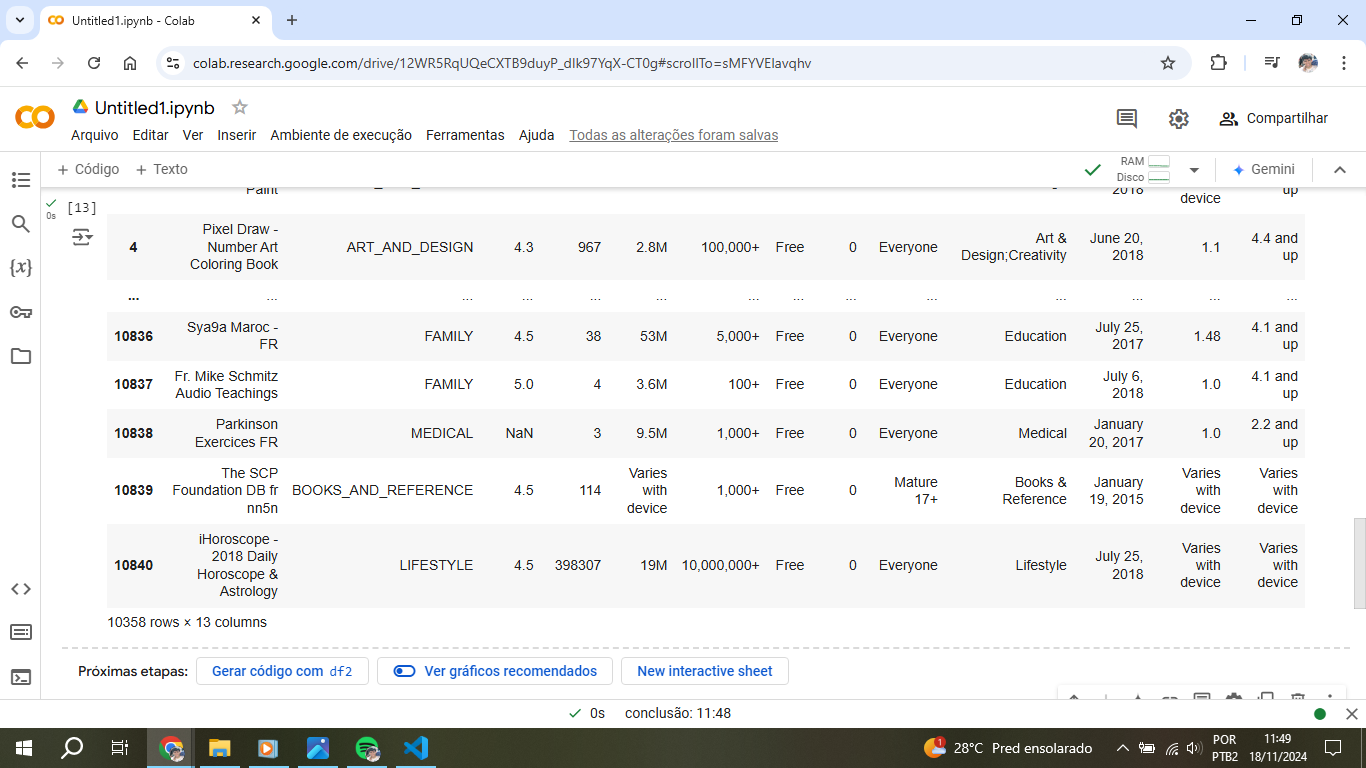 Untitled1.ipynb - Colab
colab.research.google.com/drive/12WR5RqUQeCXTB9duyP_dIk97YqX-CT0g#scrollTo=sMFYVElavqhv
Untitled1.ipynb
Arquivo Editar Ver Inserir Ambiente de execução Ferramentas Ajuda Todas as alterações foram salvas
Compartilhar
+ Código + Texto
RAM
Disco
Gemini
[13]
0s
Paint
2018
device
up
4 Pixel Draw - Number Art Coloring Book ART_AND_DESIGN 4.3 967 2.8M 100,000+ Free 0 Everyone Art & Design;Creativity June 20, 2018 1.1 4.4 and up
... ... ... ... ... ... ... ... ... ... ... ... ... ...
10836 Sya9a Maroc - FR FAMILY 4.5 38 53M 5,000+ Free 0 Everyone Education July 25, 2017 1.48 4.1 and up
10837 Fr. Mike Schmitz Audio Teachings FAMILY 5.0 4 3.6M 100+ Free 0 Everyone Education July 6, 2018 1.0 4.1 and up
10838 Parkinson Exercices FR MEDICAL NaN 3 9.5M 1,000+ Free 0 Everyone Medical January 20, 2017 1.0 2.2 and up
10839 The SCP Foundation DB fr nn5n BOOKS_AND_REFERENCE 4.5 114 Varies with device 1,000+ Free 0 Mature 17+ Books & Reference January 19, 2015 Varies with device Varies with device
10840 iHoroscope - 2018 Daily Horoscope & Astrology LIFESTYLE 4.5 398307 19M 10,000,000+ Free 0 Everyone Lifestyle July 25, 2018 Varies with device Varies with device
10358 rows × 13 columns
Próximas etapas: Gerar código com df2 Ver gráficos recomendados New interactive sheet
0s conclusão: 11:48
1
28°C Pred ensolarado
POR
PTB2
11:49
18/11/2024